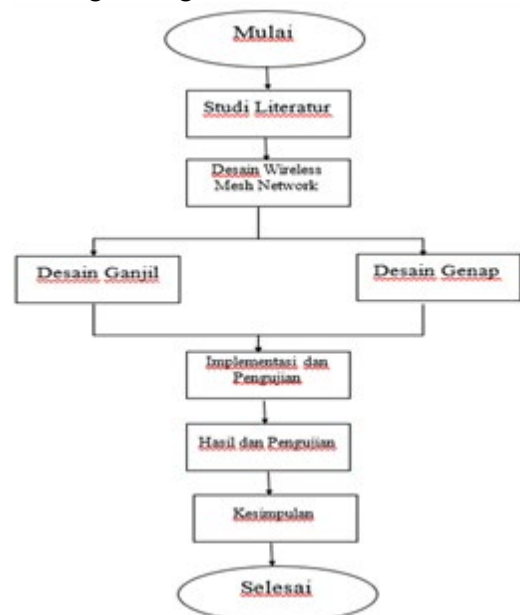 Mulai
Studi Literatur
Desain Wireless
Mesh Network
Desain Ganjil
Desain Genap
Implementasi dan
Pengujian
Hasil dan Pengujian
Kesimpulan
Selesai